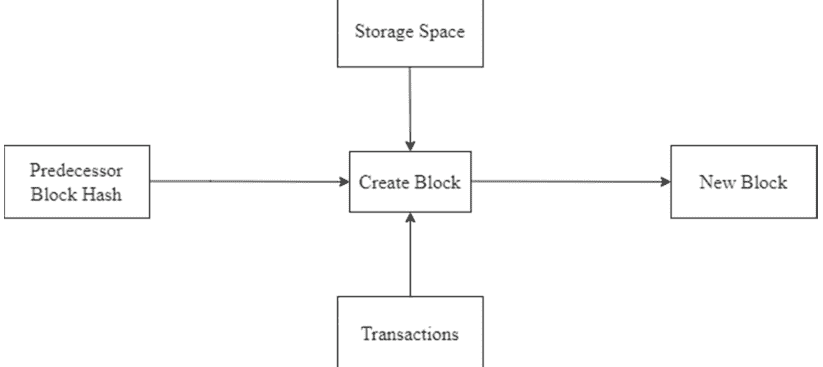 Storage Space
Predecessor
Block Hash
Create Block
New Block
Transactions